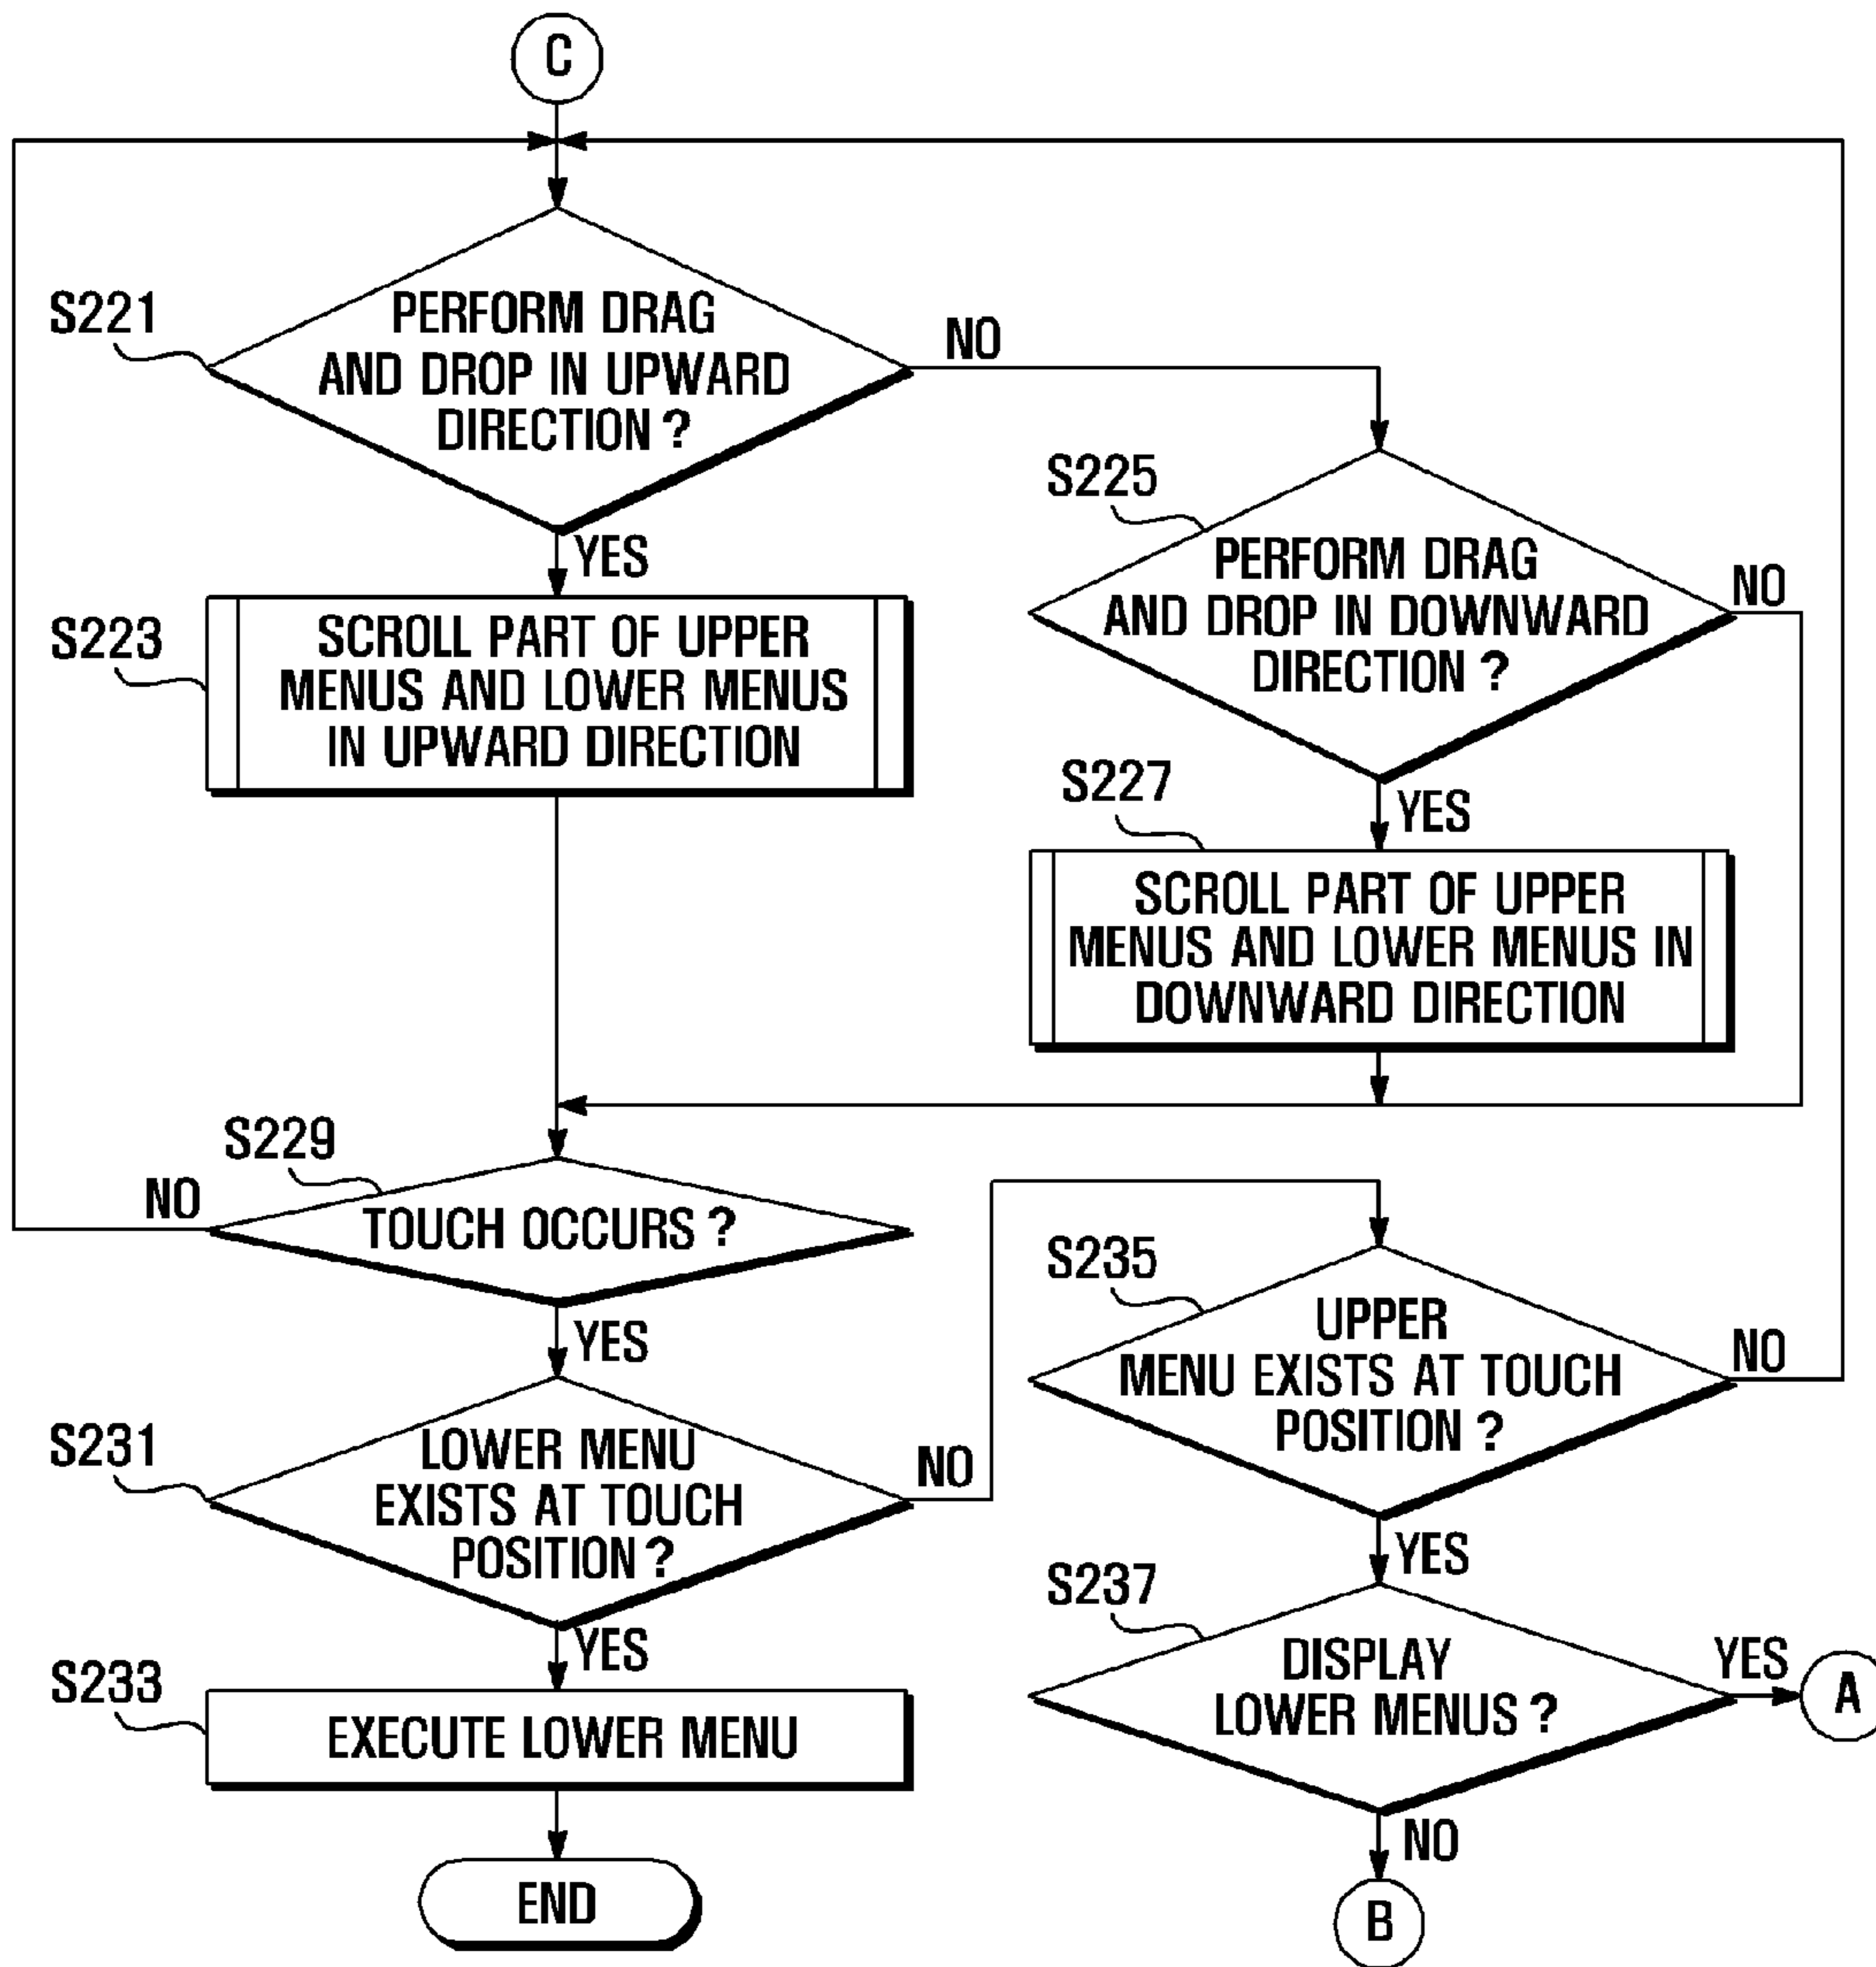 C
S221
PERFORM DRAG
AND DROP IN UPWARD
DIRECTION ?
NO
YES
S223
SCROLL PART OF UPPER
MENUS AND LOWER MENUS
IN UPWARD DIRECTION
S225
PERFORM DRAG
AND DROP IN DOWNWARD
DIRECTION ?
NO
YES
S227
SCROLL PART OF UPPER
MENUS AND LOWER MENUS IN
DOWNWARD DIRECTION
S229
NO
TOUCH OCCURS ?
YES
S231
LOWER MENU
EXISTS AT TOUCH
POSITION ?
NO
YES
S233
EXECUTE LOWER MENU
END
S235
UPPER
MENU EXISTS AT TOUCH
POSITION ?
NO
YES
S237
DISPLAY
LOWER MENUS ?
YES
A
NO
B